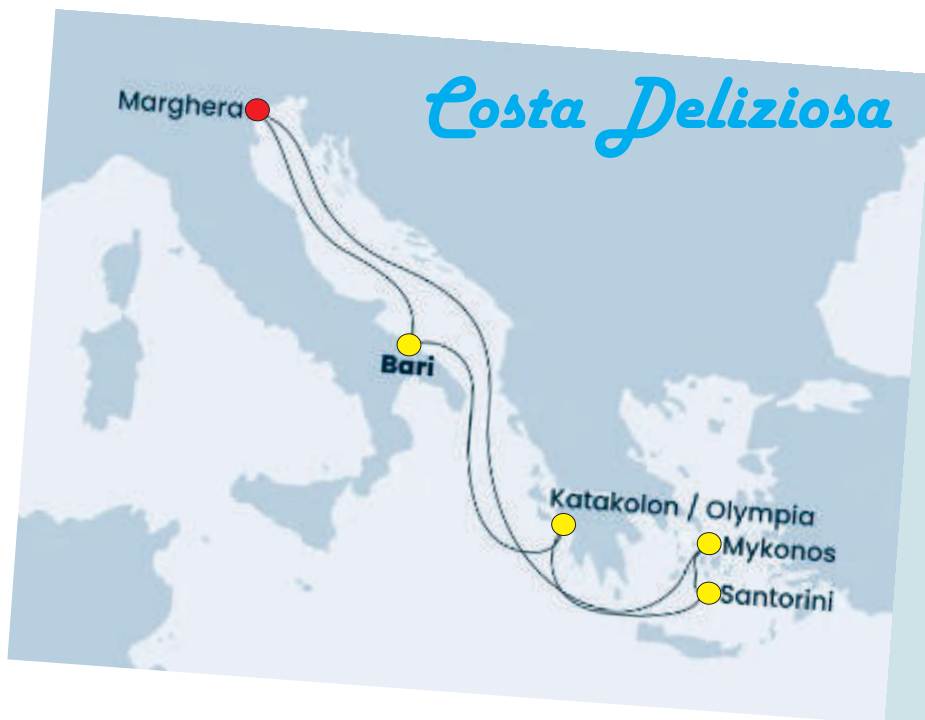 Costa Deliziosa
Marghera
Bari
Katakolon / Olympia
Mykonos
Santorini